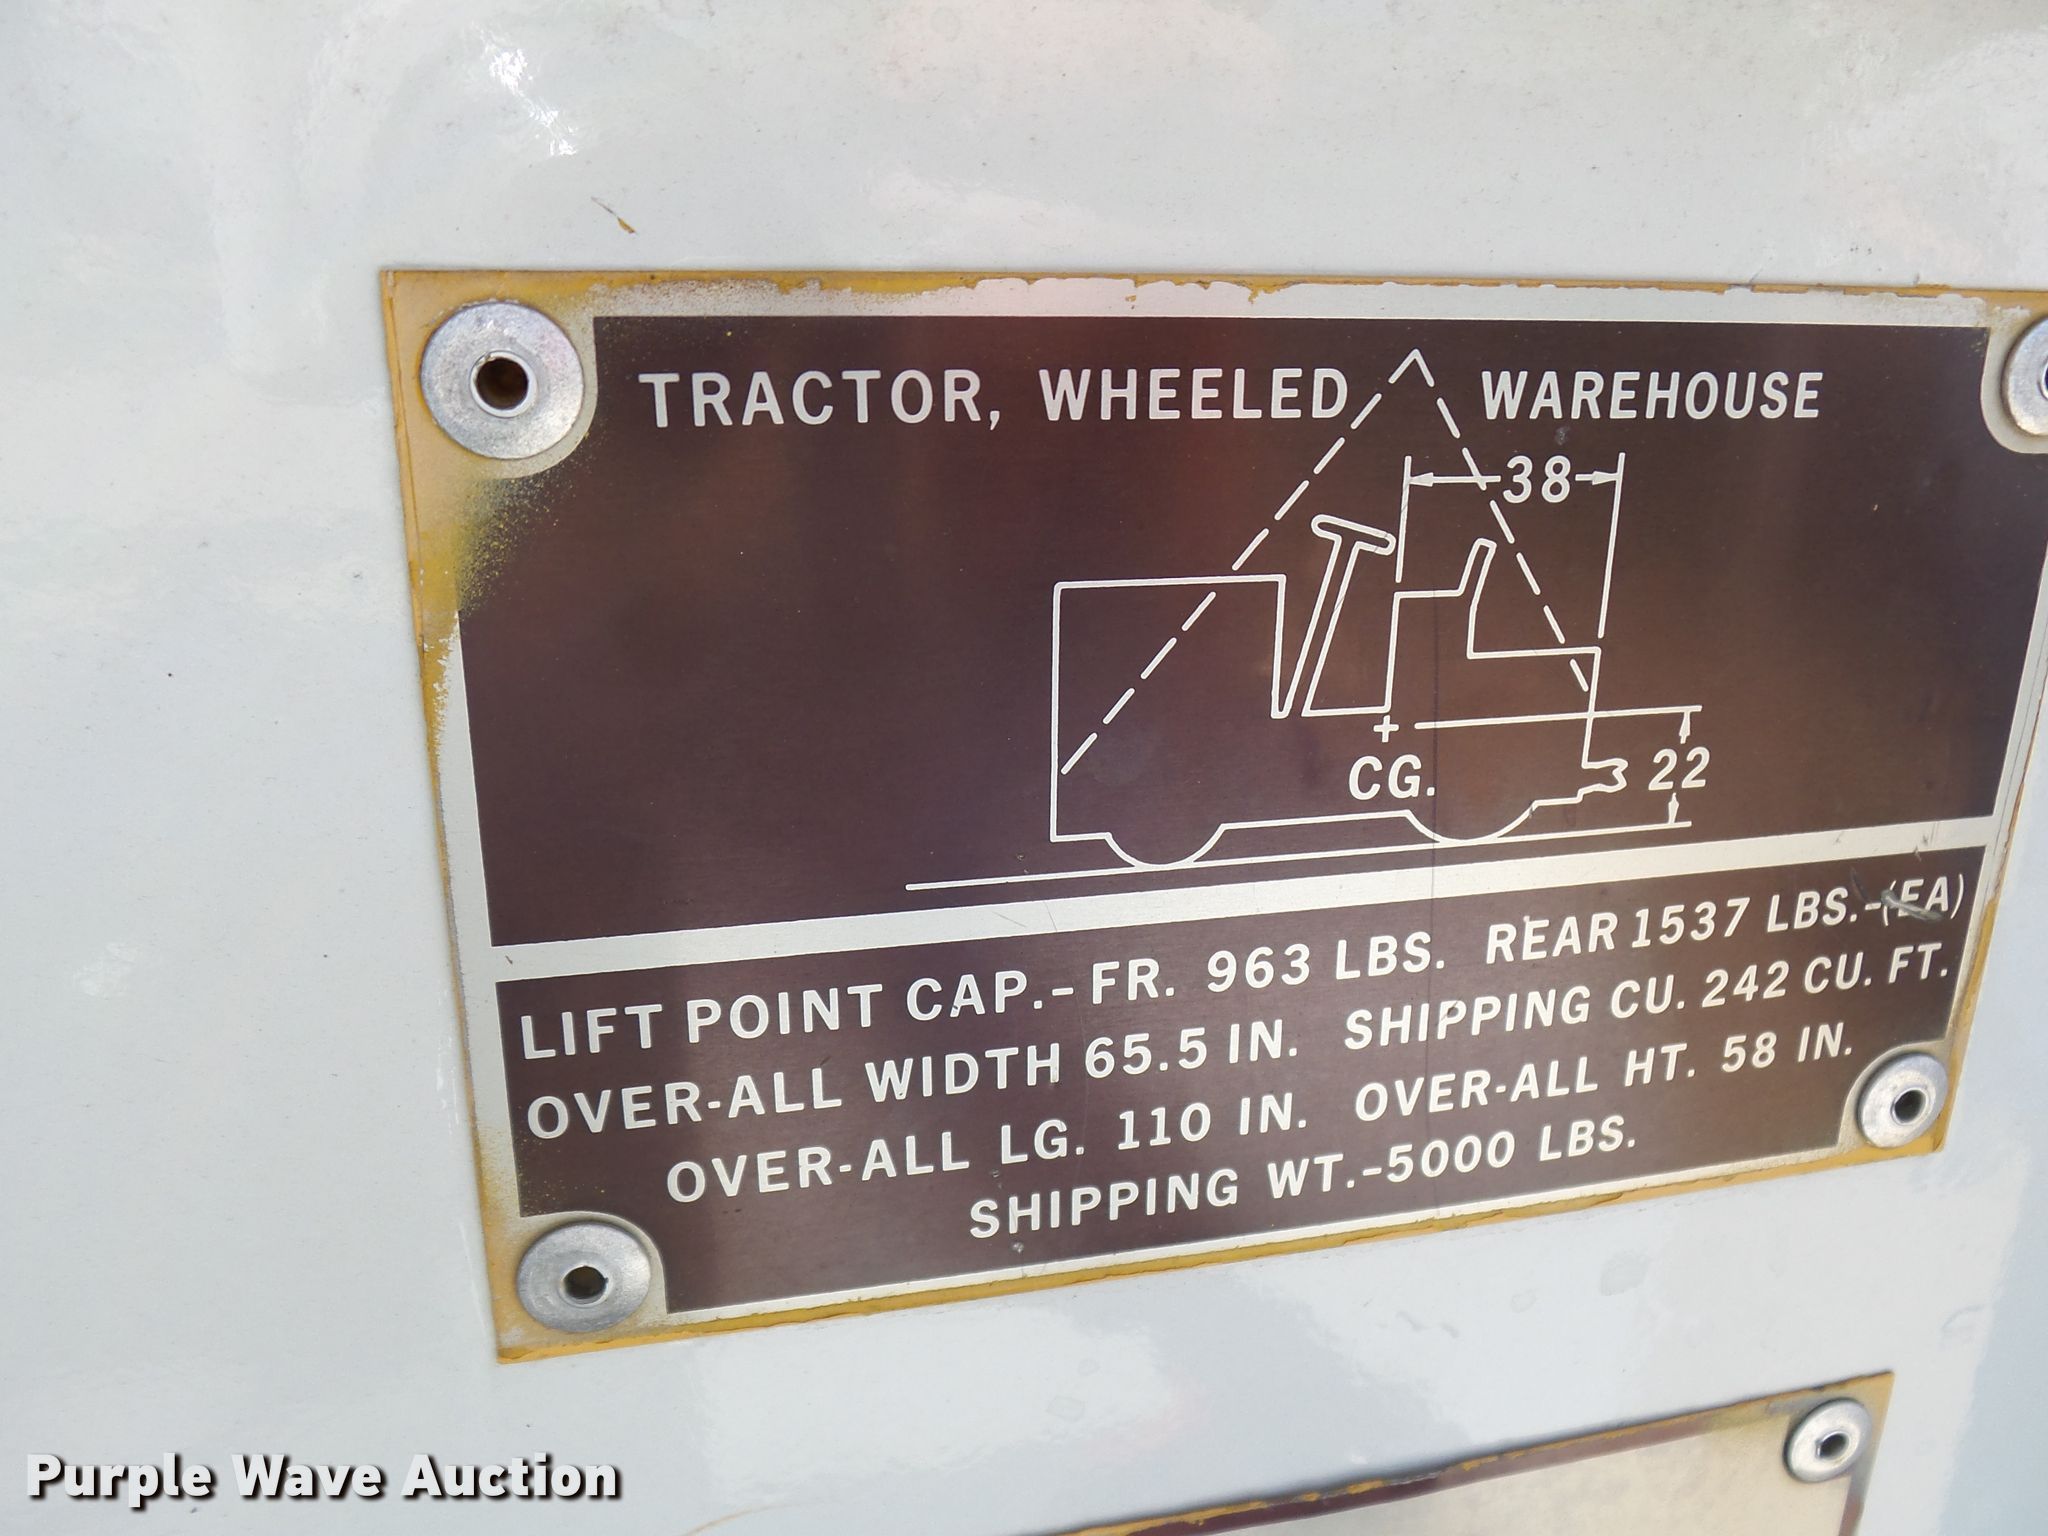 TRACTOR, WHEELED WAREHOUSE
38
CG.
22
LIFT POINT CAP.-FR. 963 LBS. REAR 1537 LBS.-(EA)
OVER-ALL WIDTH 65.5 IN. SHIPPING CU. 242 CU. FT.
OVER-ALL LG. 110 IN. OVER-ALL HT. 58 IN.
SHIPPING WT.-5000 LBS.
Purple Wave Auction